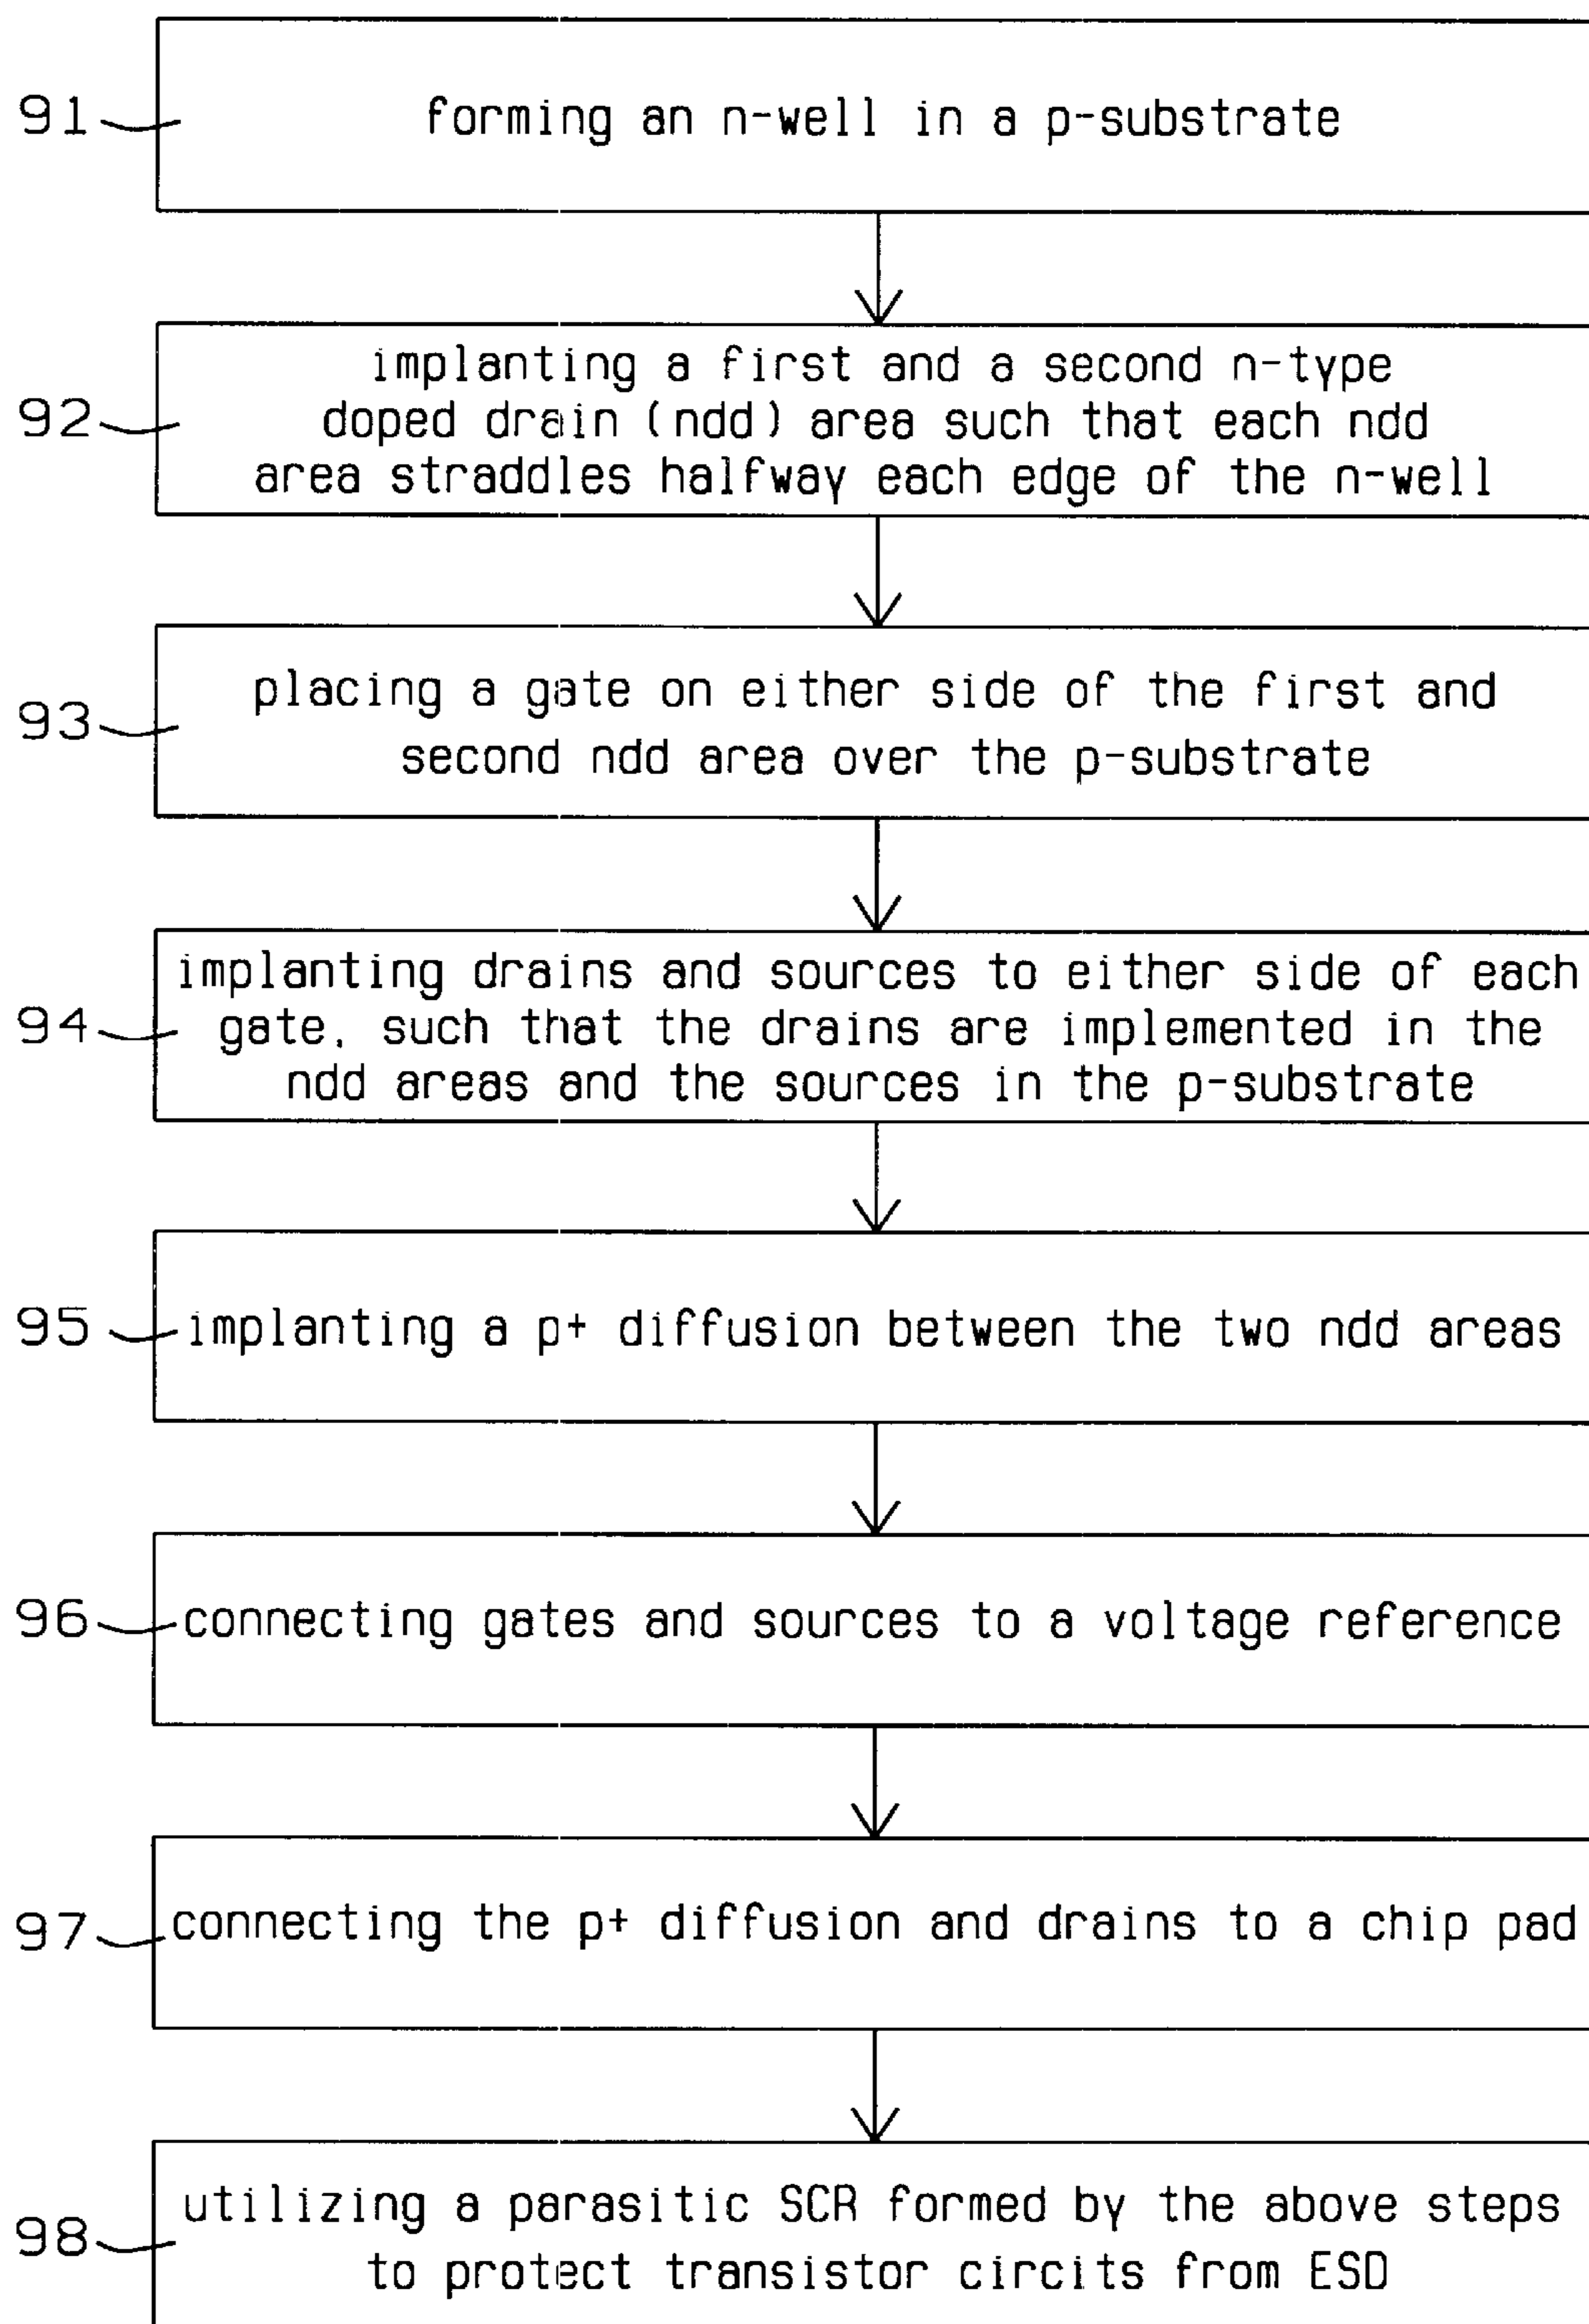 91
forming an n-well in a p-substrate
92
implanting a first and a second n-type
doped drain (ndd) area such that each ndd
area straddles halfway each edge of the n-well
93
placing a gate on either side of the first and
second ndd area over the p-substrate
94
implanting drains and sources to either side of each
gate, such that the drains are implemented in the
ndd areas and the sources in the p-substrate
95
implanting a p+ diffusion between the two ndd areas
96
connecting gates and sources to a voltage reference
97
connecting the p+ diffusion and drains to a chip pad
98
utilizing a parasitic SCR formed by the above steps
to protect transistor circits from ESD